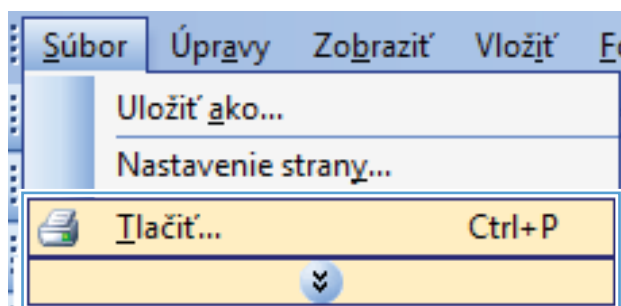 Súbor Úpravy Zobraziť Vložiť
Uložiť ako...
Nastavenie strany...
Tlačiť... Ctrl+P